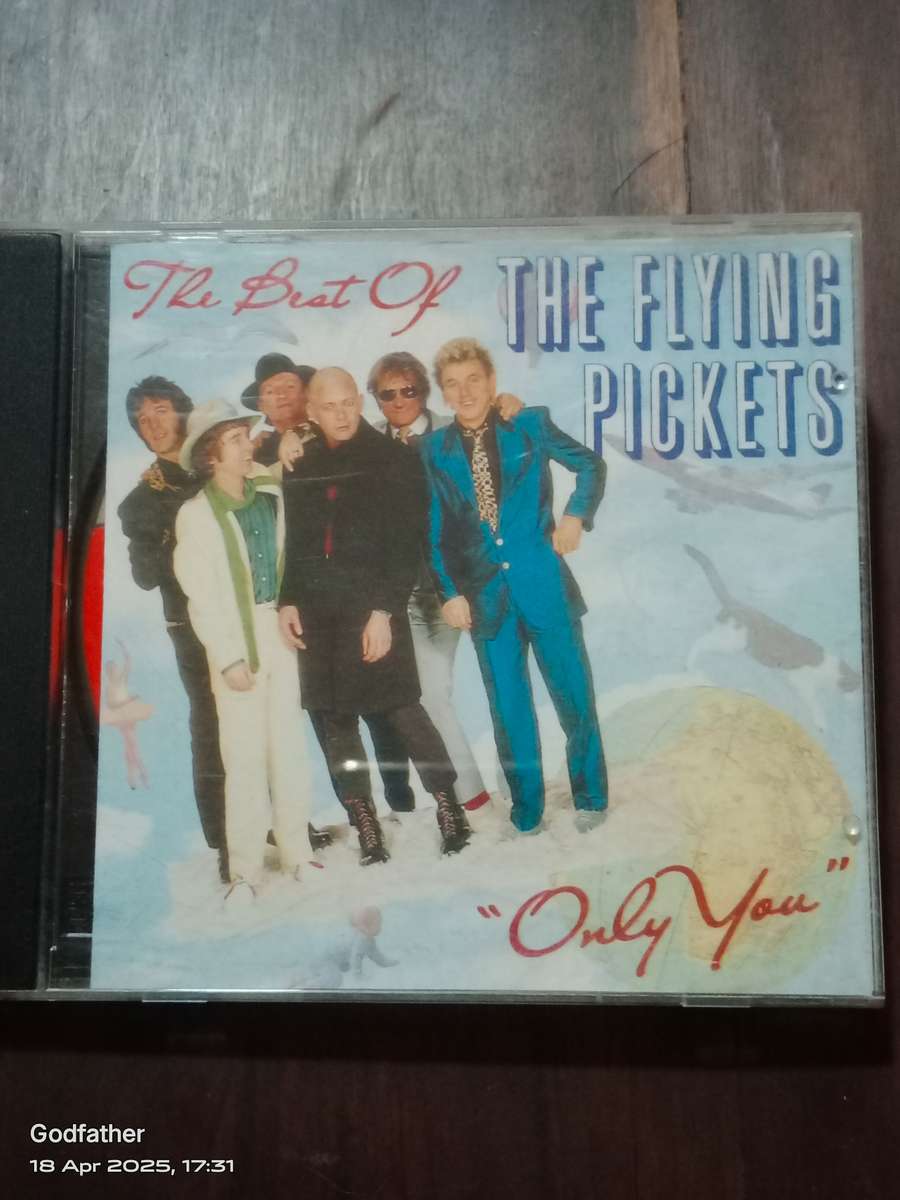 The Best Of
THE FLYING
PICKETS
"Only You"
Godfather
18 Apr 2025, 17:31